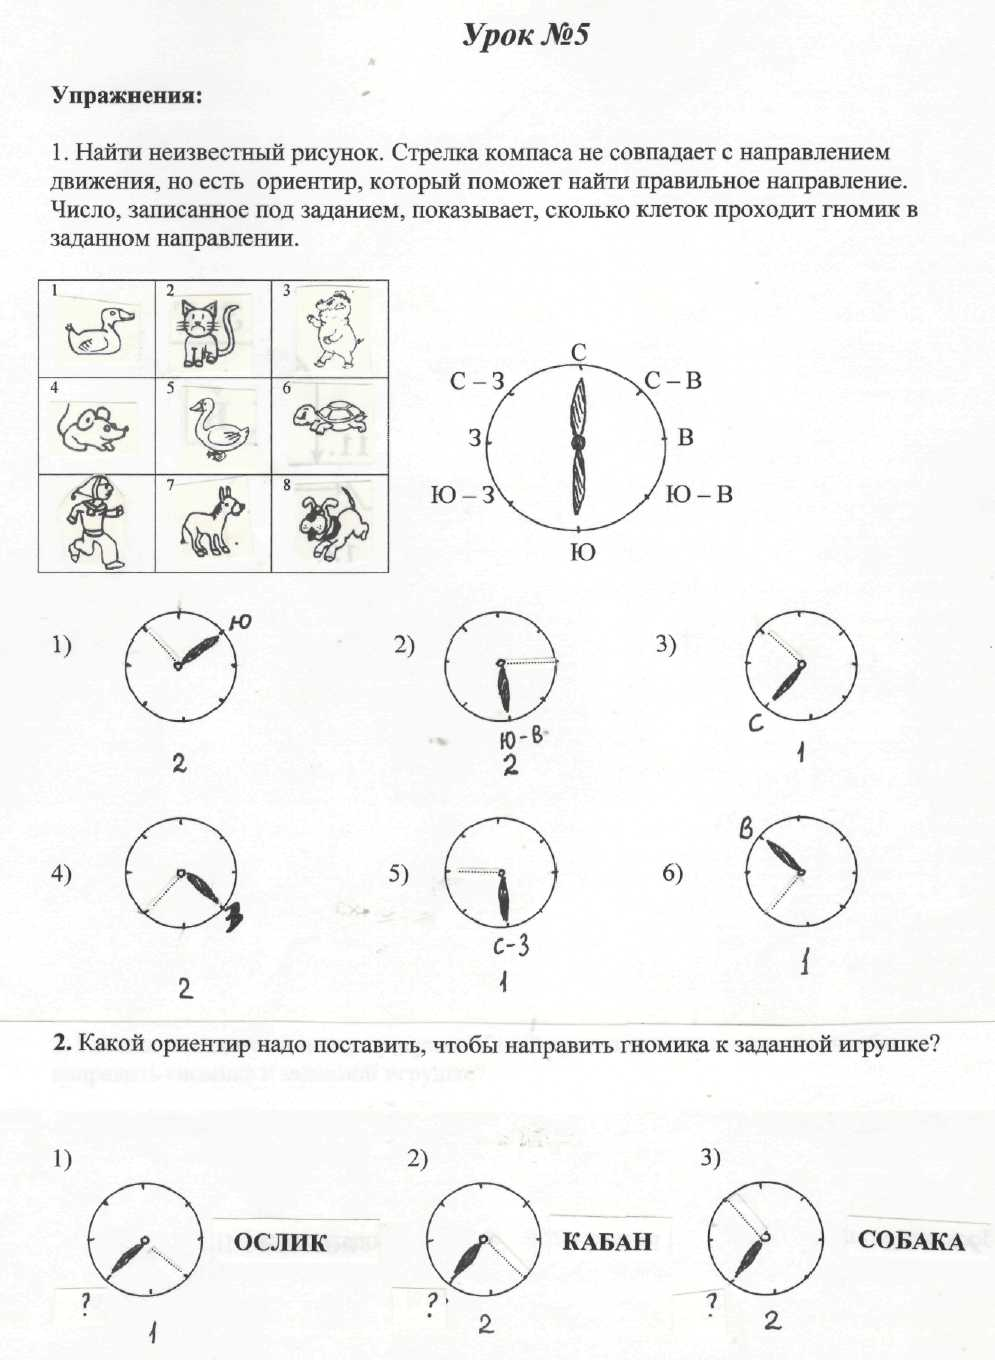 Урок №5
Упражнения:
1. Найти неизвестный рисунок. Стрелка компаса не совпадает с направлением
движения, но есть ориентир, который поможет найти правильное направление.
Число, записанное под заданием, показывает, сколько клеток проходит гномик в
заданном направлении.
1 2 3
4 5 6
7 8
С
С – З С – В
З В
Ю – З Ю – В
Ю
1) 2) 3)
Ю
Ю-В
С
2 2 1
4) 5) 6)
В
З
С-З
2 1 1
2. Какой ориентир надо поставить, чтобы направить гномика к заданной игрушке?
1) 2) 3)
ОСЛИК КАБАН СОБАКА
? ? ?
1 2 2